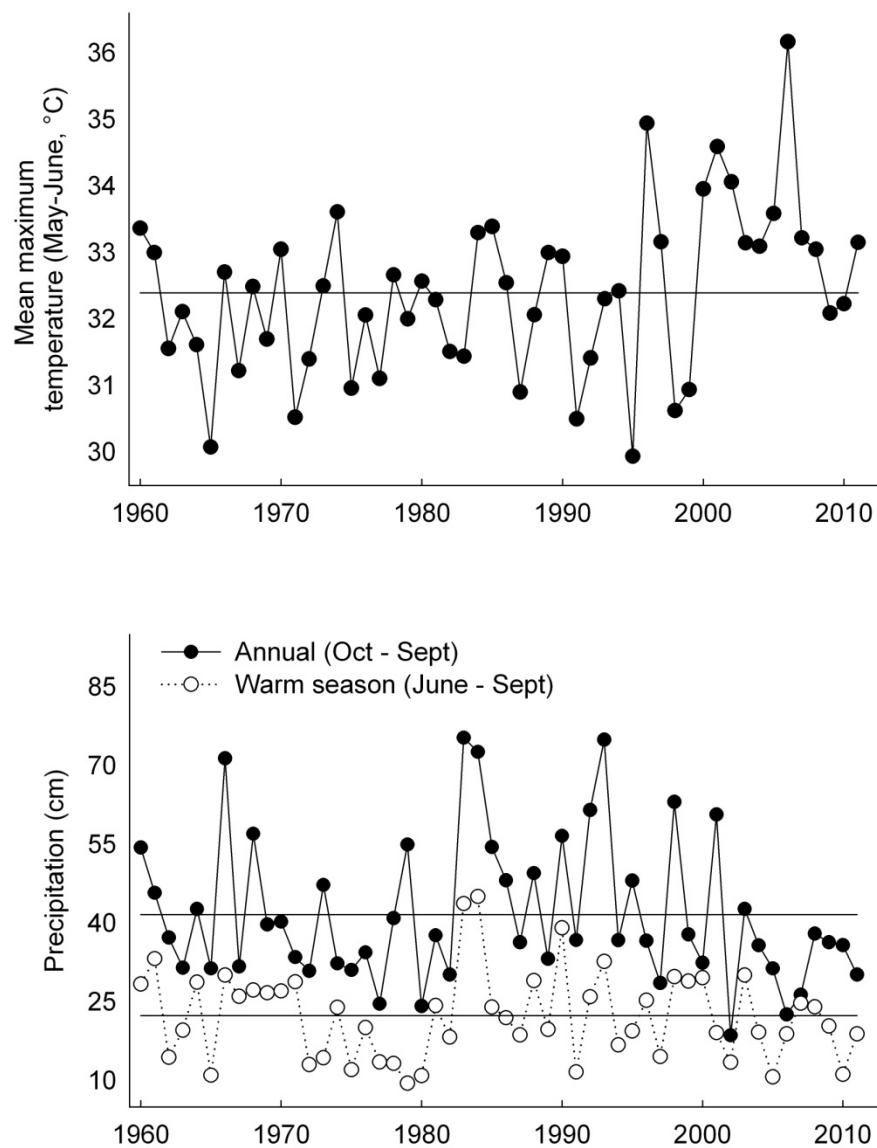 Mean maximum
temperature (May-June, °C)
36
35
34
33
32
31
30
1960 1970 1980 1990 2000 2010
Annual (Oct - Sept)
Warm season (June - Sept)
Precipitation (cm)
85
70
55
40
25
10
1960 1970 1980 1990 2000 2010